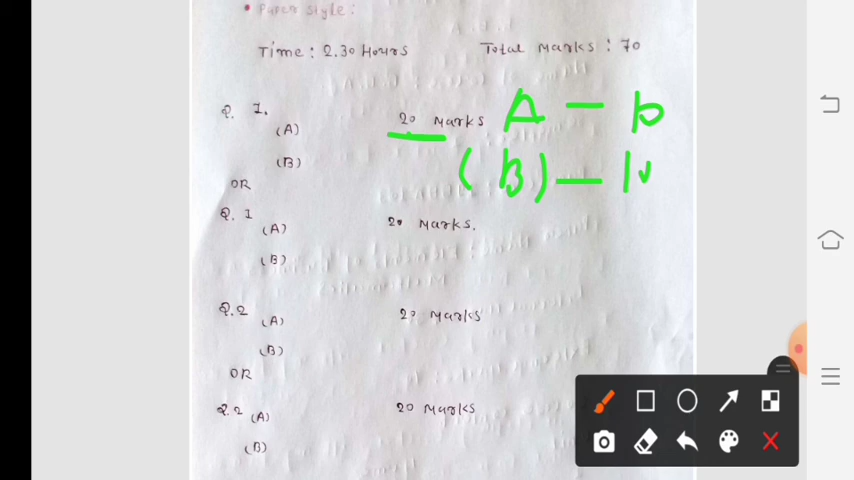 • Paper Style:
Time: 2.30 Hours Total Marks: 70
Q. 1. 20 Marks A — 10
(A)
(B) (B) — 10
OR
Q. 1 20 Marks.
(A)
(B)
Q.2 20 Marks
(A)
(B)
OR
Q.2 (A) 20 Marks
(B)